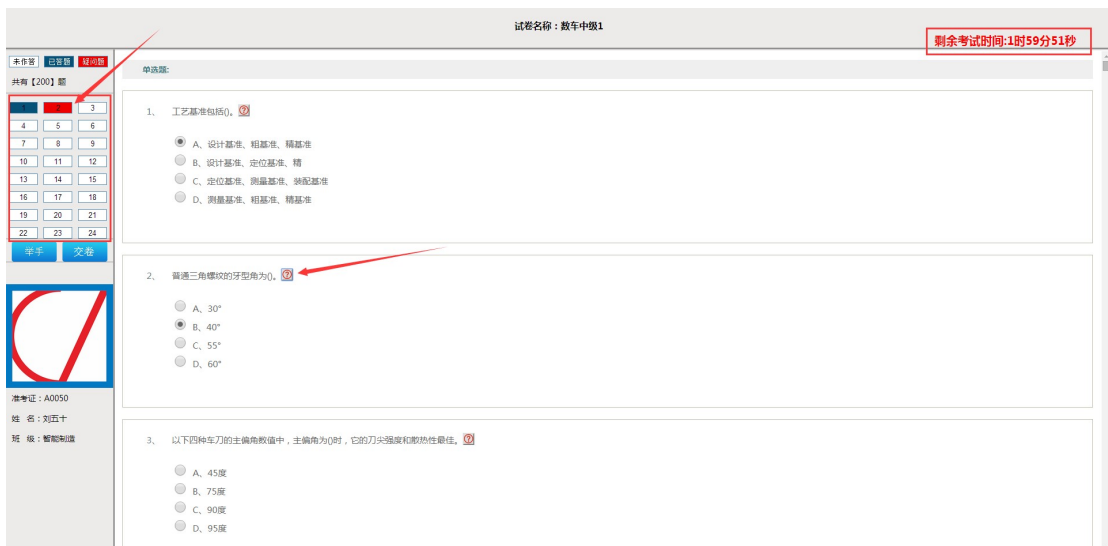 试卷名称：数车中级1
剩余考试时间:1时59分51秒
未作答 已答题 疑问题
共有【200】题
1 2 3
4 5 6
7 8 9
10 11 12
13 14 15
16 17 18
19 20 21
22 23 24
举手 交卷
准考证：A0050
姓 名：刘五十
班 级：智能制造
单选题:
1、 工艺基准包括()。
A、设计基准、粗基准、精基准
B、设计基准、定位基准、精
C、定位基准、测量基准、装配基准
D、测量基准、粗基准、精基准
2、 普通三角螺纹的牙型角为()。
A、30°
B、40°
C、55°
D、60°
3、 以下四种车刀的主偏角数值中，主偏角为()时，它的刀尖强度和散热性最佳。
A、45度
B、75度
C、90度
D、95度